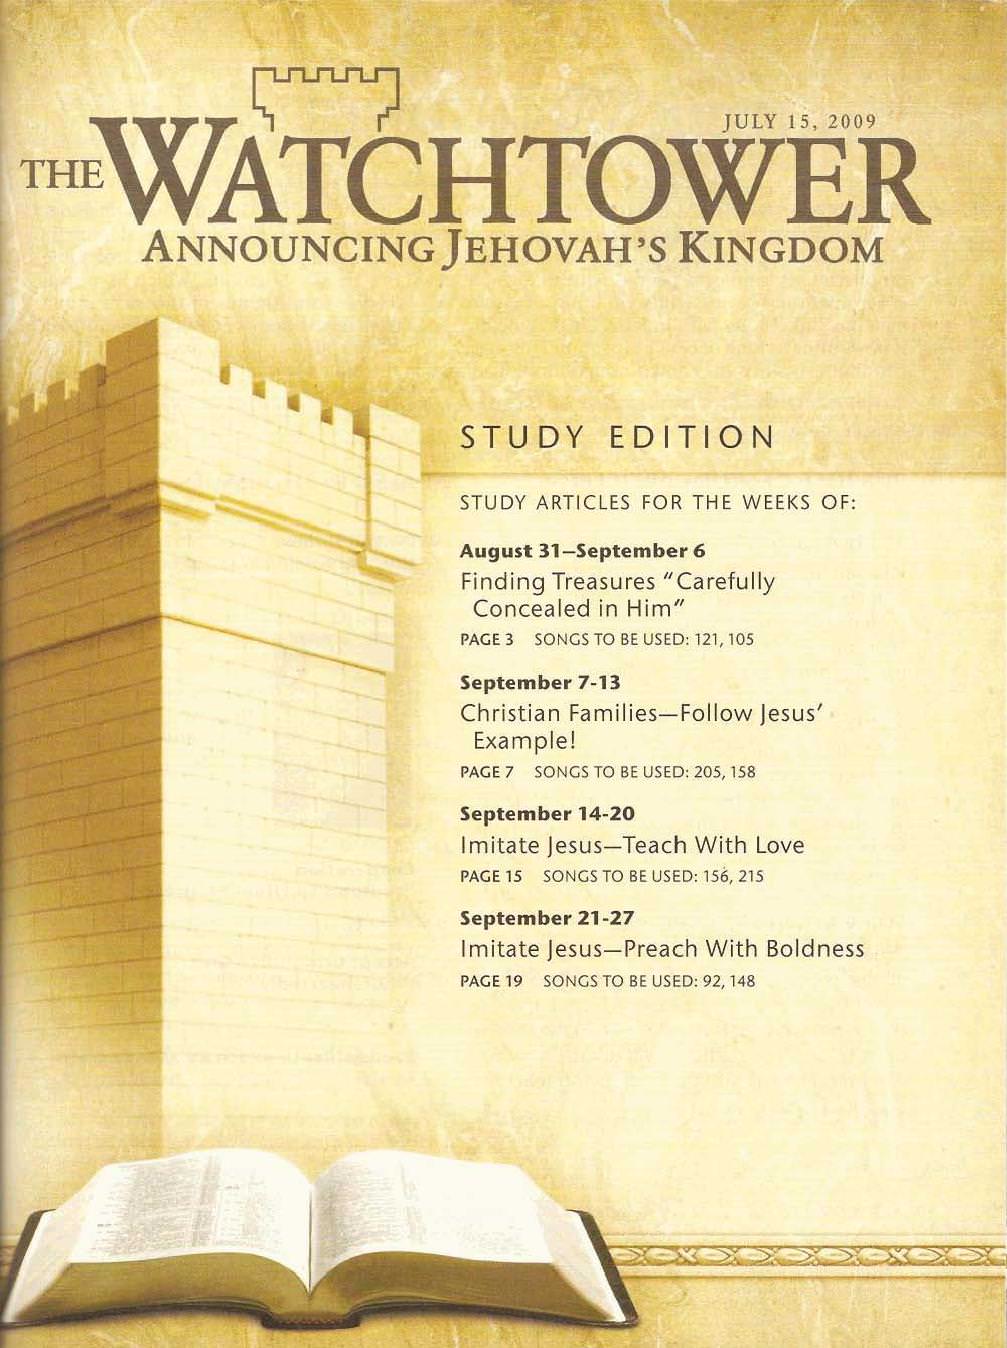 JULY 15, 2009
THE WATCHTOWER
ANNOUNCING JEHOVAH'S KINGDOM
STUDY EDITION
STUDY ARTICLES FOR THE WEEKS OF:
August 31–September 6
Finding Treasures "Carefully
Concealed in Him"
PAGE 3 SONGS TO BE USED: 121, 105
September 7-13
Christian Families—Follow Jesus'
Example!
PAGE 7 SONGS TO BE USED: 205, 158
September 14-20
Imitate Jesus—Teach With Love
PAGE 15 SONGS TO BE USED: 156, 215
September 21-27
Imitate Jesus—Preach With Boldness
PAGE 19 SONGS TO BE USED: 92, 148